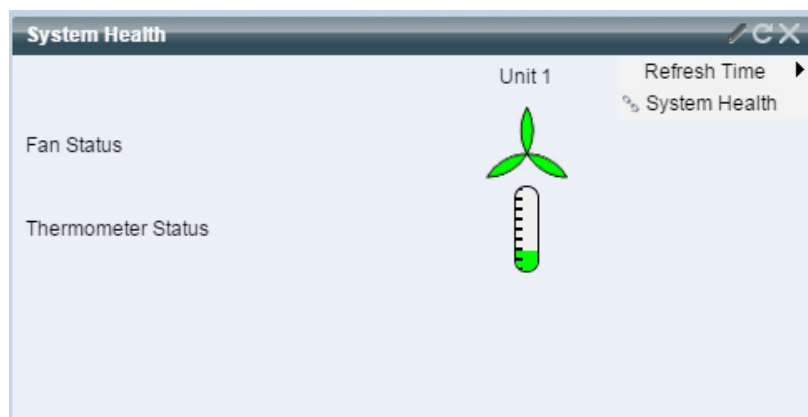 System Health
Unit 1
Refresh Time
System Health
Fan Status
Thermometer Status